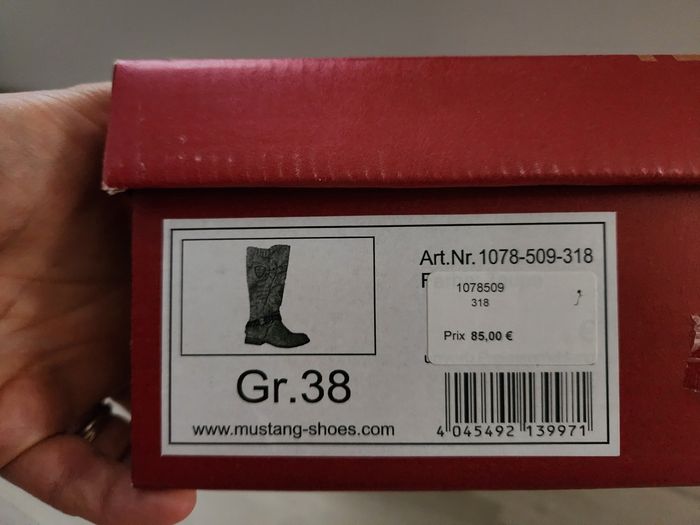 Art.Nr. 1078-509-318
1078509
318
Prix 85,00 €
Gr.38
www.mustang-shoes.com
4 045492 139971